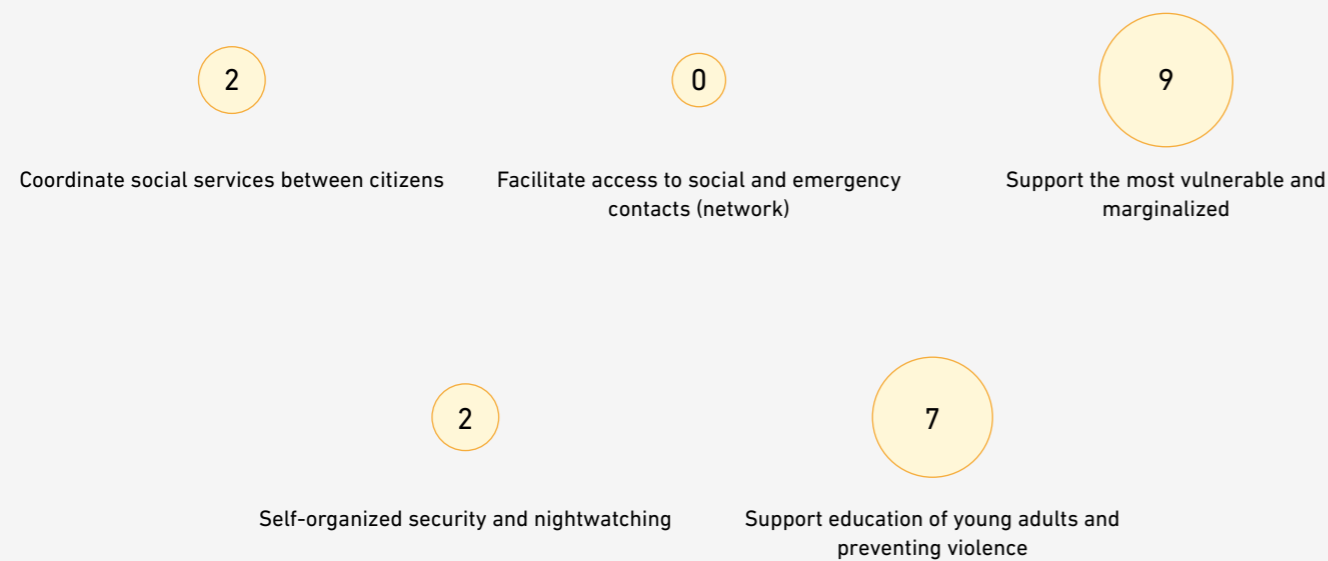 2
0
9
Coordinate social services between citizens
Facilitate access to social and emergency
contacts (network)
Support the most vulnerable and
marginalized
2
7
Self-organized security and nightwatching
Support education of young adults and
preventing violence